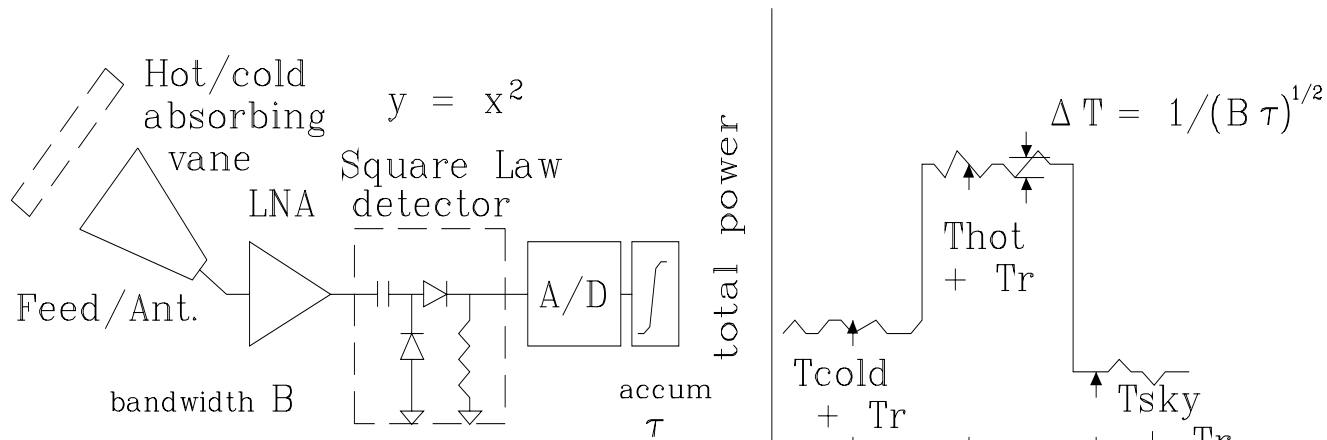 Hot/cold
absorbing
vane
y = x²
Square Law
detector
LNA
Feed/Ant.
A/D
bandwidth B
accum
τ
total power
Δ T = 1/(B τ)^1/2
Thot
+ Tr
Tcold
+ Tr
Tsky
Tr